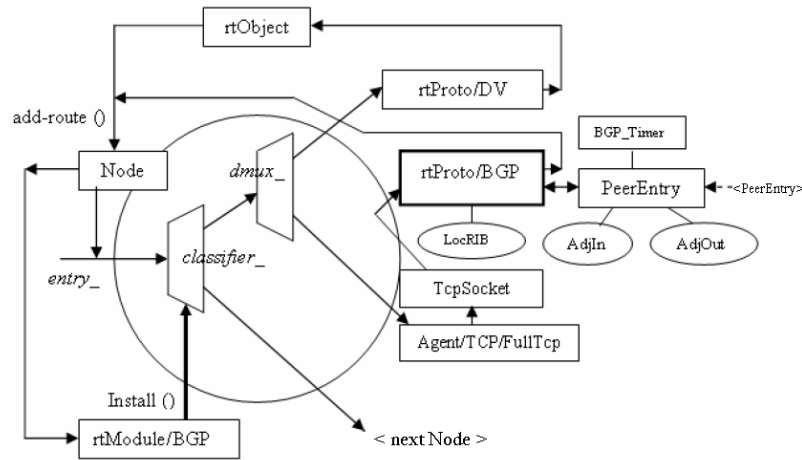 rtObject
rtProto/DV
add-route ()
BGP_Timer
Node
dmux_
rtProto/BGP
PeerEntry
<PeerEntry>
LocRIB
AdjIn
AdjOut
classifier_
entry_
TcpSocket
Agent/TCP/FullTcp
Install ()
rtModule/BGP
< next Node >